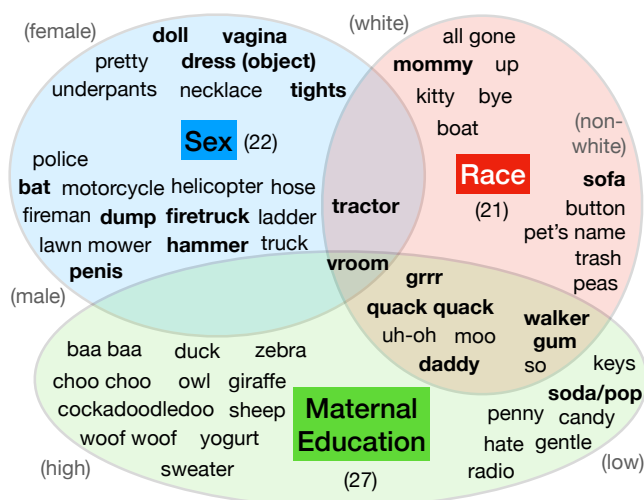 (female)
doll vagina
pretty dress (object)
underpants necklace tights
Sex (22)
police
bat motorcycle helicopter hose
fireman dump firetruck ladder
lawn mower hammer truck
penis
(male)
(white)
all gone
mommy up
kitty bye
boat
(non-
white)
Race
(21)
sofa
button
pet's name
trash
peas
tractor
vroom
grrr
quack quack
uh-oh moo
daddy
walker
gum
so
baa baa duck zebra
choo choo owl giraffe
cockadoodledoo sheep
woof woof yogurt
sweater
(high)
Maternal
Education
(27)
keys
soda/pop
penny candy
hate gentle
radio
(low)